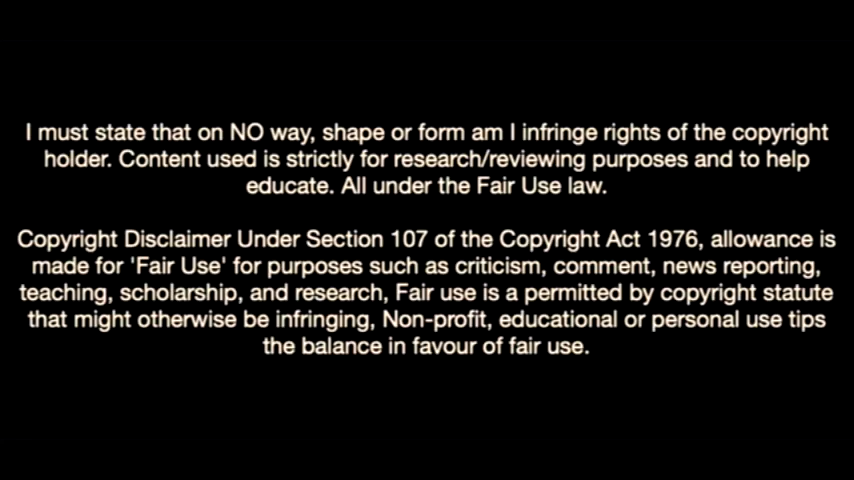 I must state that on NO way, shape or form am I infringe rights of the copyright
holder. Content used is strictly for research/reviewing purposes and to help
educate. All under the Fair Use law.
Copyright Disclaimer Under Section 107 of the Copyright Act 1976, allowance is
made for 'Fair Use' for purposes such as criticism, comment, news reporting,
teaching, scholarship, and research, Fair use is a permitted by copyright statute
that might otherwise be infringing, Non-profit, educational or personal use tips
the balance in favour of fair use.